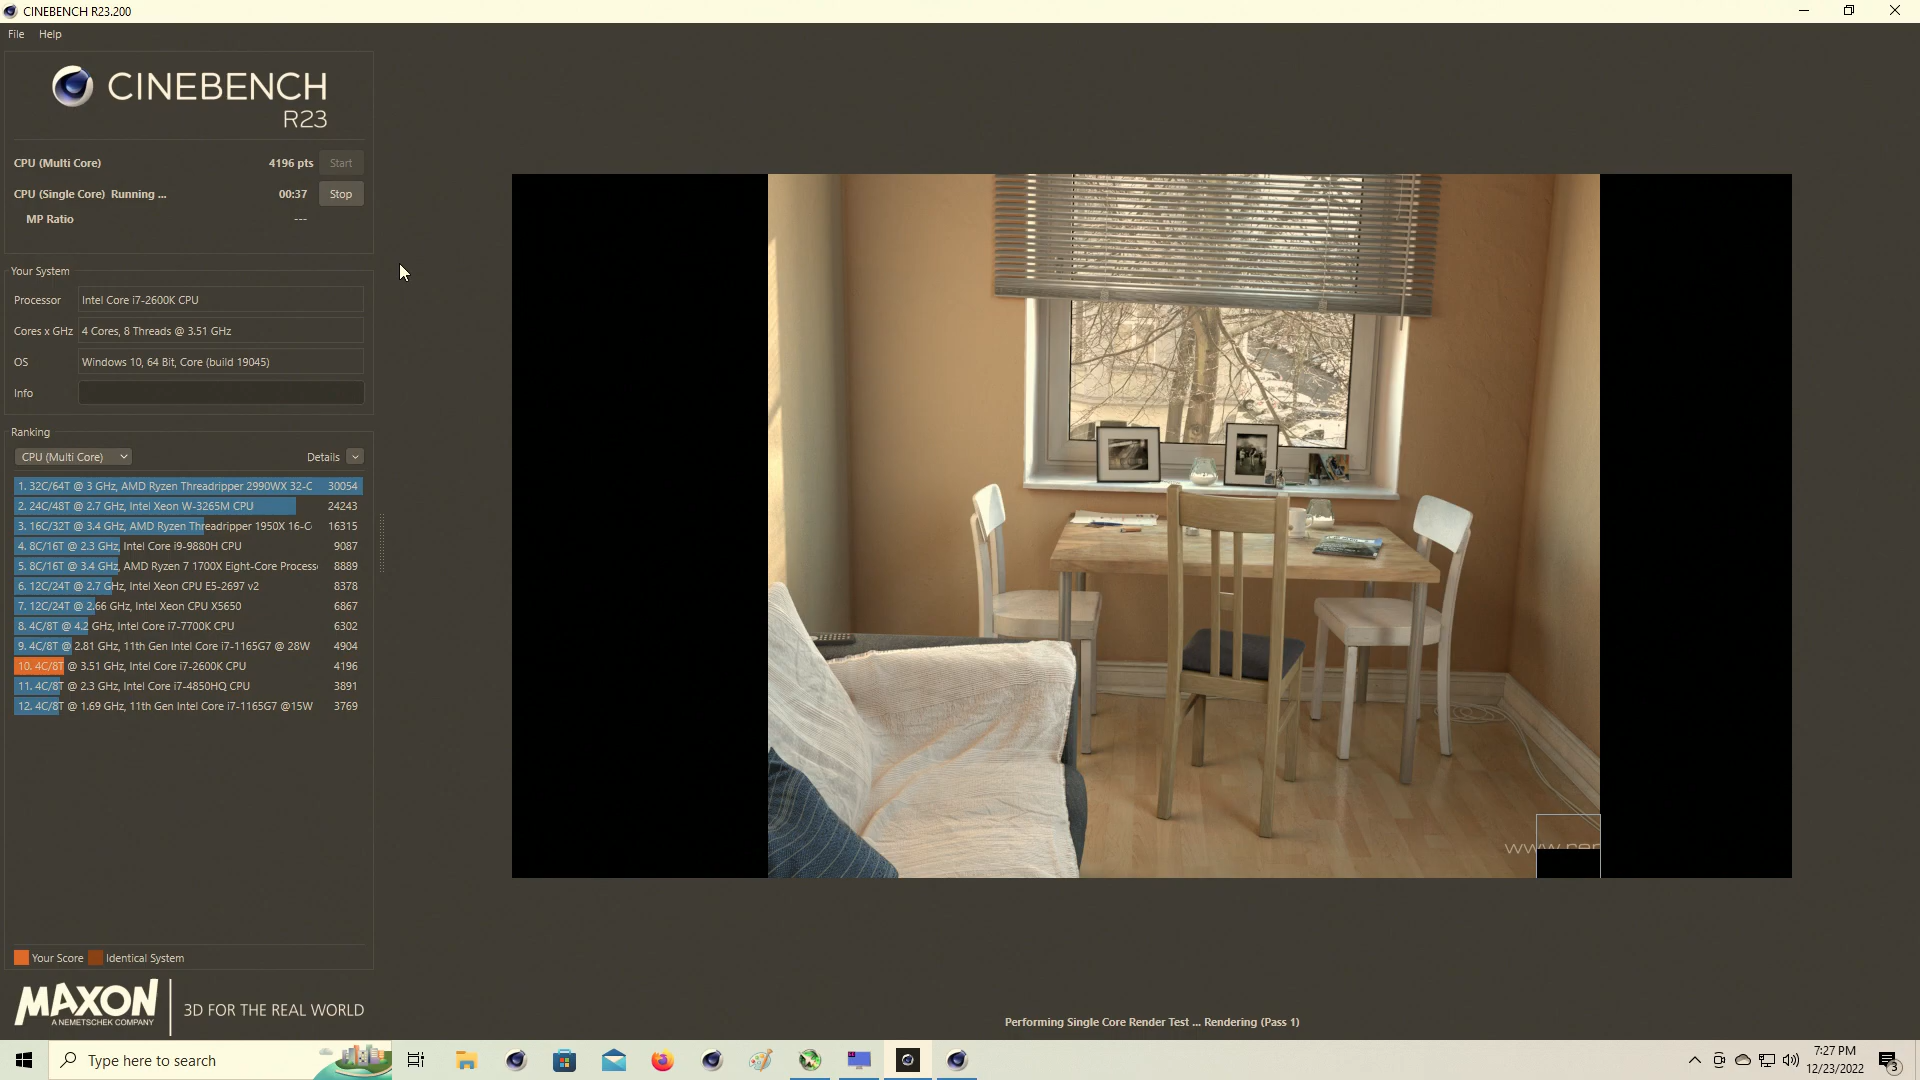 CINEBENCH R23.200
File Help
CINEBENCH
R23
CPU (Multi Core) 4196 pts Start
CPU (Single Core) Running ... 00:37 Stop
MP Ratio ---
Your System
Processor Intel Core i7-2600K CPU
Cores x GHz 4 Cores, 8 Threads @ 3.51 GHz
OS Windows 10, 64 Bit, Core (build 19045)
Info
Ranking
CPU (Multi Core) Details
1. 32C/64T @ 3 GHz, AMD Ryzen Threadripper 2990WX 32-C 30054
2. 24C/48T @ 2.7 GHz, Intel Xeon W-3265M CPU 24243
3. 16C/32T @ 3.4 GHz, AMD Ryzen Threadripper 1950X 16-C 16315
4. 8C/16T @ 2.3 GHz, Intel Core i9-9880H CPU 9087
5. 8C/16T @ 3.4 GHz, AMD Ryzen 7 1700X Eight-Core Process 8889
6. 12C/24T @ 2.7 GHz, Intel Xeon CPU E5-2697 v2 8378
7. 12C/24T @ 2.66 GHz, Intel Xeon CPU X5650 6867
8. 4C/8T @ 4.2 GHz, Intel Core i7-7700K CPU 6302
9. 4C/8T @ 2.81 GHz, 11th Gen Intel Core i7-1165G7 @ 28W 4904
10. 4C/8T @ 3.51 GHz, Intel Core i7-2600K CPU 4196
11. 4C/8T @ 2.3 GHz, Intel Core i7-4850HQ CPU 3891
12. 4C/8T @ 1.69 GHz, 11th Gen Intel Core i7-1165G7 @15W 3769
Your Score Identical System
MAXON
A NEMETSCHEK COMPANY
3D FOR THE REAL WORLD
www.ren
Performing Single Core Render Test ... Rendering (Pass 1)
Type here to search
7:27 PM
12/23/2022
3